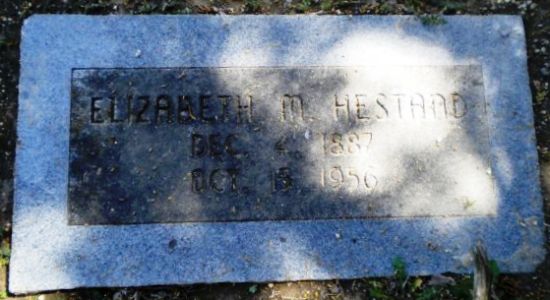 ELIZABETH M. HESTAND
DEC. 4, 1887
OCT. 15, 1956